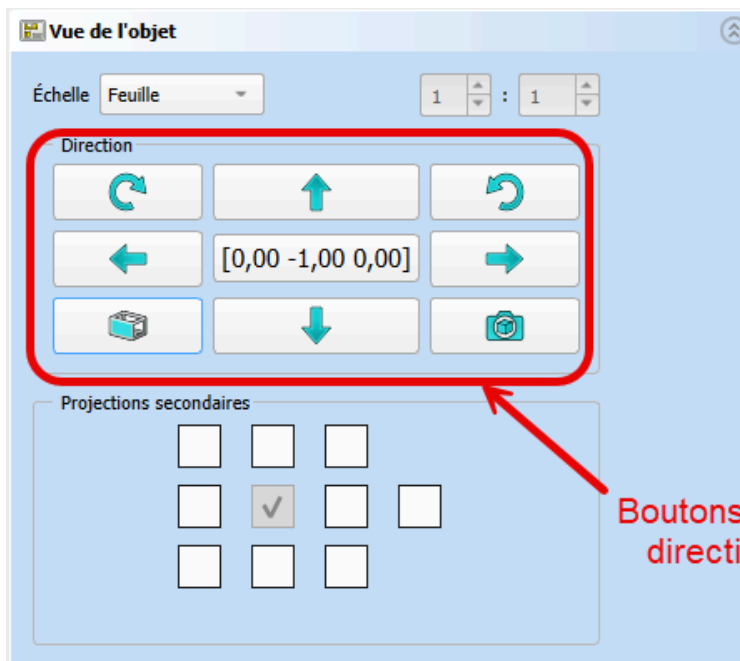 Vue de l'objet
Échelle Feuille 1 : 1
Direction
[0,00 -1,00 0,00]
Projections secondaires
Boutons
directi